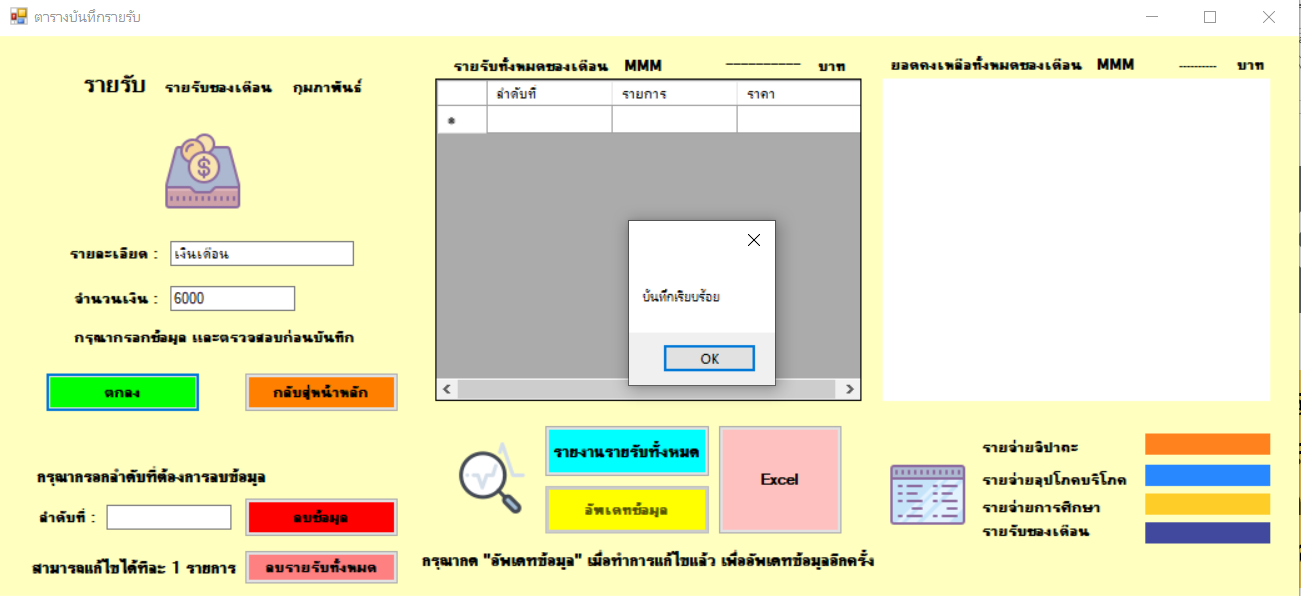 ตารางบันทึกรายรับ
รายรับ รายรับของเดือน กุมภาพันธ์
รายละเอียด : เงินเดือน
จำนวนเงิน : 6000
กรุณากรอกข้อมูล และตรวจสอบก่อนบันทึก
ตกลง กลับสู่หน้าหลัก
กรุณากรอกลำดับที่ต้องการลบข้อมูล
ลำดับที่ : ลบข้อมูล
สามารถแก้ไขได้ทีละ 1 รายการ ลบรายรับทั้งหมด
รายรับทั้งหมดของเดือน MMM ---------- บาท
ลำดับที่ รายการ ราคา
บันทึกเรียบร้อย
OK
รายงานรายรับทั้งหมด
อัพเดทข้อมูล
Excel
กรุณากด "อัพเดทข้อมูล" เมื่อทำการแก้ไขแล้ว เพื่ออัพเดทข้อมูลอีกครั้ง
ยอดคงเหลือทั้งหมดของเดือน MMM ---------- บาท
รายจ่ายจิปาถะ
รายจ่ายอุปโภคบริโภค
รายจ่ายการศึกษา
รายรับของเดือน